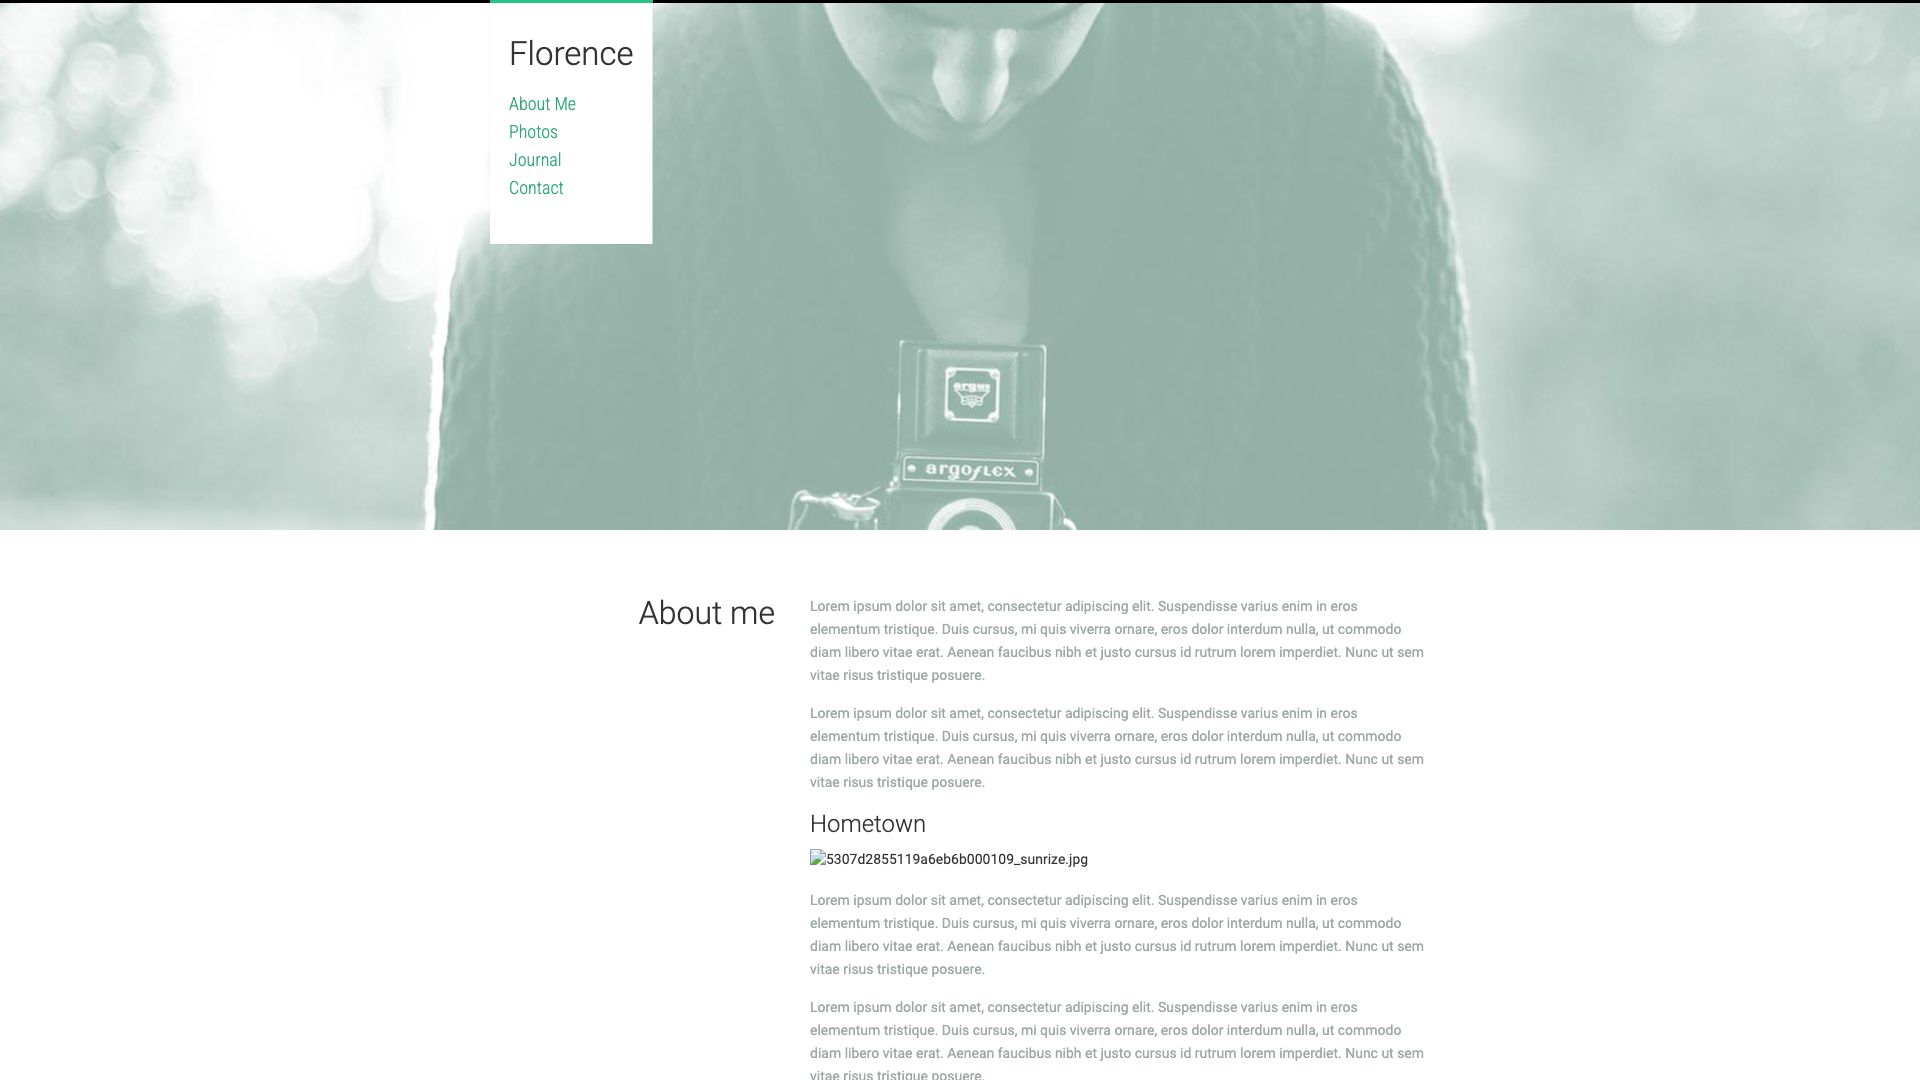 Florence
About Me
Photos
Journal
Contact
argus
argoflex
About me
Lorem ipsum dolor sit amet, consectetur adipiscing elit. Suspendisse varius enim in eros
elementum tristique. Duis cursus, mi quis viverra ornare, eros dolor interdum nulla, ut commodo
diam libero vitae erat. Aenean faucibus nibh et justo cursus id rutrum lorem imperdiet. Nunc ut sem
vitae risus tristique posuere.
Lorem ipsum dolor sit amet, consectetur adipiscing elit. Suspendisse varius enim in eros
elementum tristique. Duis cursus, mi quis viverra ornare, eros dolor interdum nulla, ut commodo
diam libero vitae erat. Aenean faucibus nibh et justo cursus id rutrum lorem imperdiet. Nunc ut sem
vitae risus tristique posuere.
Hometown
5307d2855119a6eb6b000109_sunrize.jpg
Lorem ipsum dolor sit amet, consectetur adipiscing elit. Suspendisse varius enim in eros
elementum tristique. Duis cursus, mi quis viverra ornare, eros dolor interdum nulla, ut commodo
diam libero vitae erat. Aenean faucibus nibh et justo cursus id rutrum lorem imperdiet. Nunc ut sem
vitae risus tristique posuere.
Lorem ipsum dolor sit amet, consectetur adipiscing elit. Suspendisse varius enim in eros
elementum tristique. Duis cursus, mi quis viverra ornare, eros dolor interdum nulla, ut commodo
diam libero vitae erat. Aenean faucibus nibh et justo cursus id rutrum lorem imperdiet. Nunc ut sem
vitae risus tristique posuere.